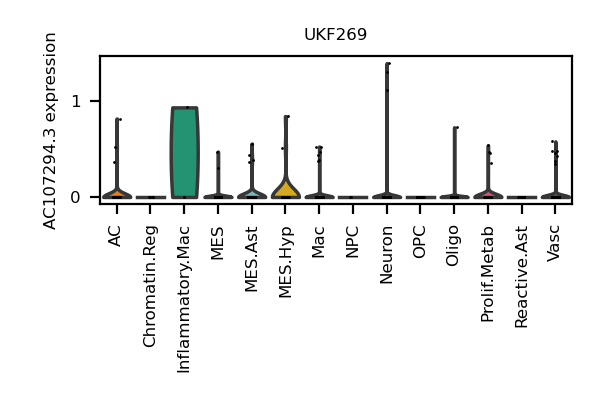 UKF269
AC107294.3 expression
1
0
AC
Chromatin.Reg
Inflammatory.Mac
MES
MES.Ast
MES.Hyp
Mac
NPC
Neuron
OPC
Oligo
Prolif.Metab
Reactive.Ast
Vasc